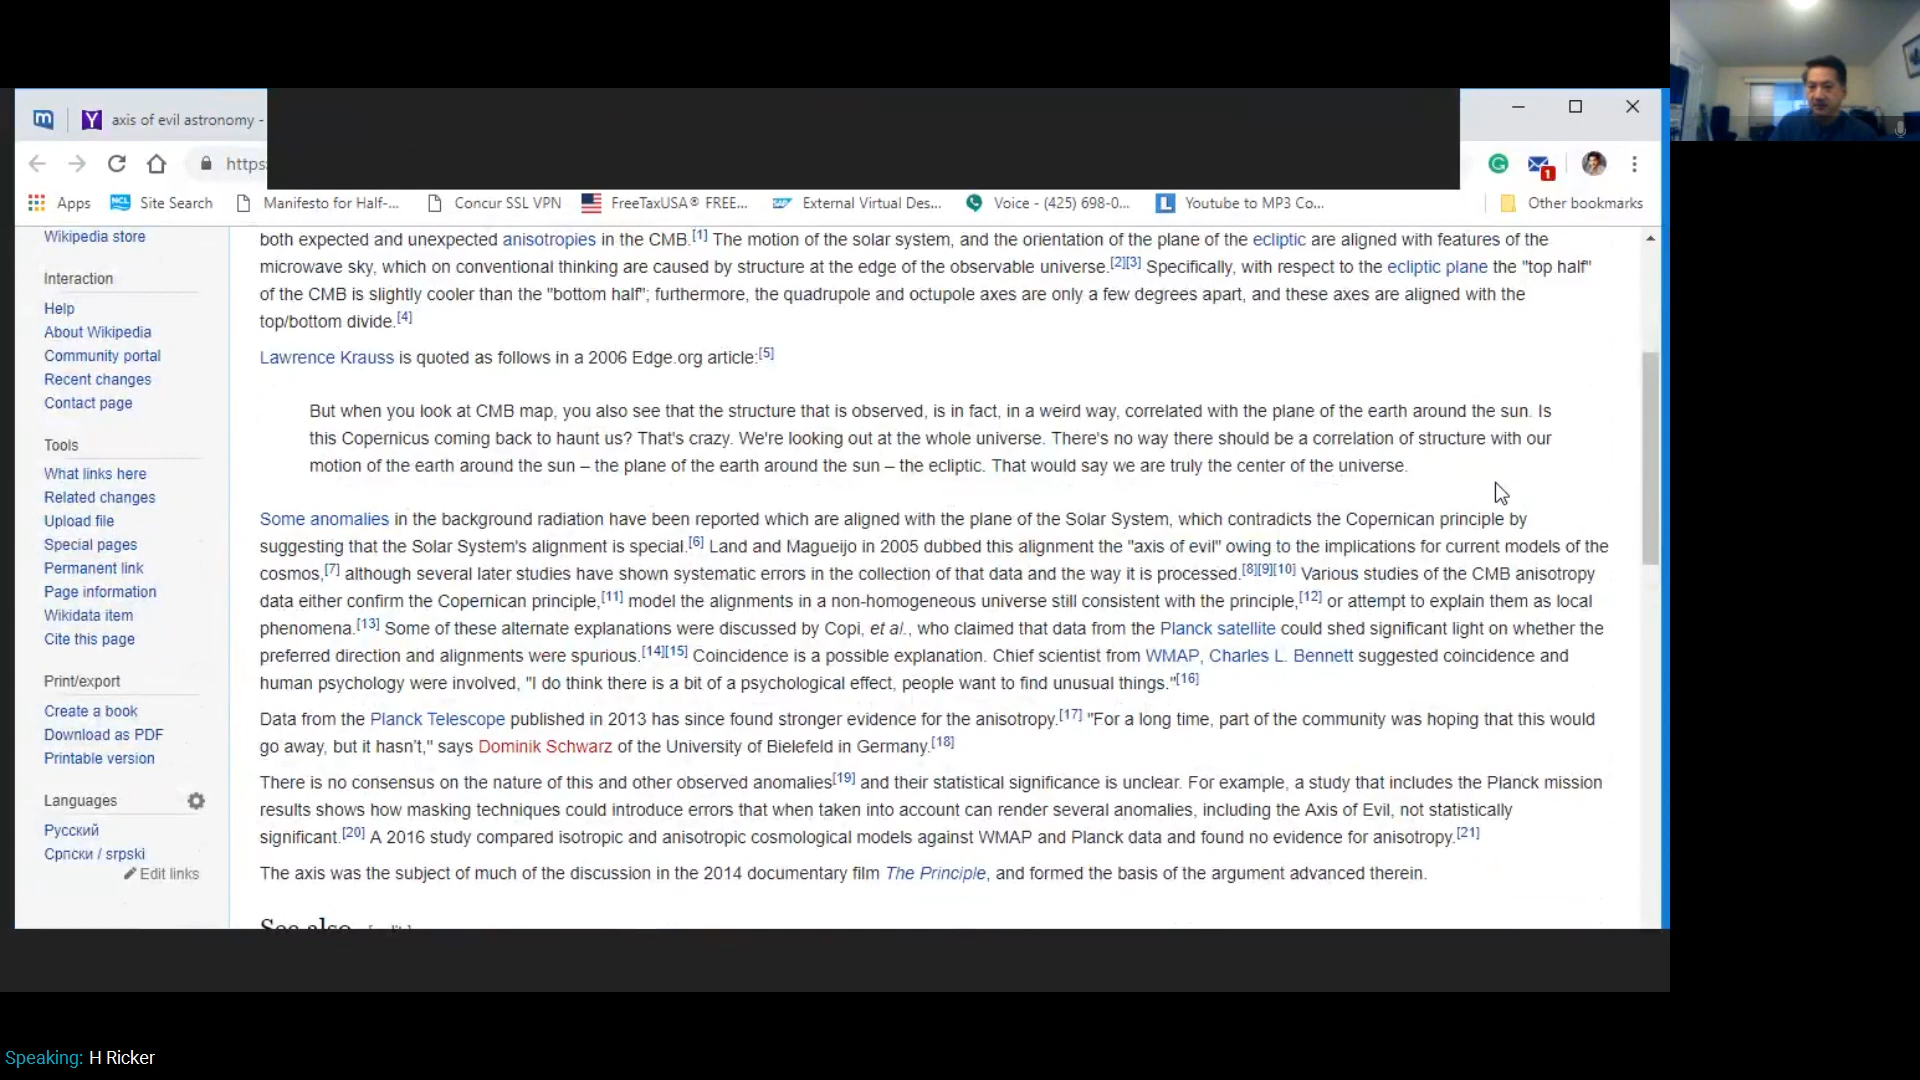 axis of evil astronomy -
https:
Apps Site Search Manifesto for Half-... Concur SSL VPN FreeTaxUSA® FREE... External Virtual Des... Voice - (425) 698-0... Youtube to MP3 Co... Other bookmarks
1
Wikipedia store
Interaction
Help
About Wikipedia
Community portal
Recent changes
Contact page
Tools
What links here
Related changes
Upload file
Special pages
Permanent link
Page information
Wikidata item
Cite this page
Print/export
Create a book
Download as PDF
Printable version
Languages
Русский
Српски / srpski
Edit links
both expected and unexpected anisotropies in the CMB.[1] The motion of the solar system, and the orientation of the plane of the ecliptic are aligned with features of the
microwave sky, which on conventional thinking are caused by structure at the edge of the observable universe.[2][3] Specifically, with respect to the ecliptic plane the "top half"
of the CMB is slightly cooler than the "bottom half"; furthermore, the quadrupole and octupole axes are only a few degrees apart, and these axes are aligned with the
top/bottom divide.[4]
Lawrence Krauss is quoted as follows in a 2006 Edge.org article:[5]
But when you look at CMB map, you also see that the structure that is observed, is in fact, in a weird way, correlated with the plane of the earth around the sun. Is
this Copernicus coming back to haunt us? That's crazy. We're looking out at the whole universe. There's no way there should be a correlation of structure with our
motion of the earth around the sun – the plane of the earth around the sun – the ecliptic. That would say we are truly the center of the universe.
Some anomalies in the background radiation have been reported which are aligned with the plane of the Solar System, which contradicts the Copernican principle by
suggesting that the Solar System's alignment is special.[6] Land and Magueijo in 2005 dubbed this alignment the "axis of evil" owing to the implications for current models of the
cosmos,[7] although several later studies have shown systematic errors in the collection of that data and the way it is processed.[8][9][10] Various studies of the CMB anisotropy
data either confirm the Copernican principle,[11] model the alignments in a non-homogeneous universe still consistent with the principle,[12] or attempt to explain them as local
phenomena.[13] Some of these alternate explanations were discussed by Copi, et al., who claimed that data from the Planck satellite could shed significant light on whether the
preferred direction and alignments were spurious.[14][15] Coincidence is a possible explanation. Chief scientist from WMAP, Charles L. Bennett suggested coincidence and
human psychology were involved, "I do think there is a bit of a psychological effect, people want to find unusual things."[16]
Data from the Planck Telescope published in 2013 has since found stronger evidence for the anisotropy.[17] "For a long time, part of the community was hoping that this would
go away, but it hasn't," says Dominik Schwarz of the University of Bielefeld in Germany.[18]
There is no consensus on the nature of this and other observed anomalies[19] and their statistical significance is unclear. For example, a study that includes the Planck mission
results shows how masking techniques could introduce errors that when taken into account can render several anomalies, including the Axis of Evil, not statistically
significant.[20] A 2016 study compared isotropic and anisotropic cosmological models against WMAP and Planck data and found no evidence for anisotropy.[21]
The axis was the subject of much of the discussion in the 2014 documentary film The Principle, and formed the basis of the argument advanced therein.
See also
Speaking: H Ricker